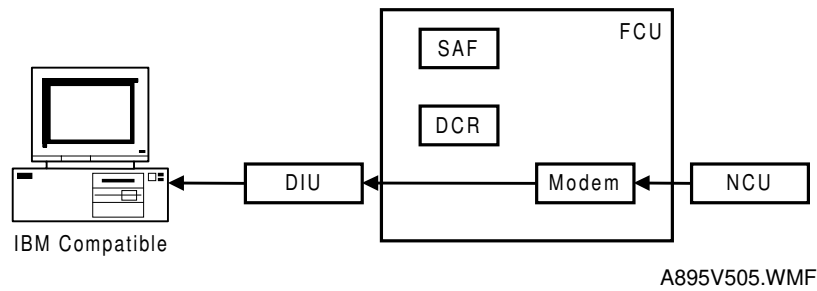 FCU
SAF
DCR
DIU
Modem
NCU
IBM Compatible
A895V505.WMF